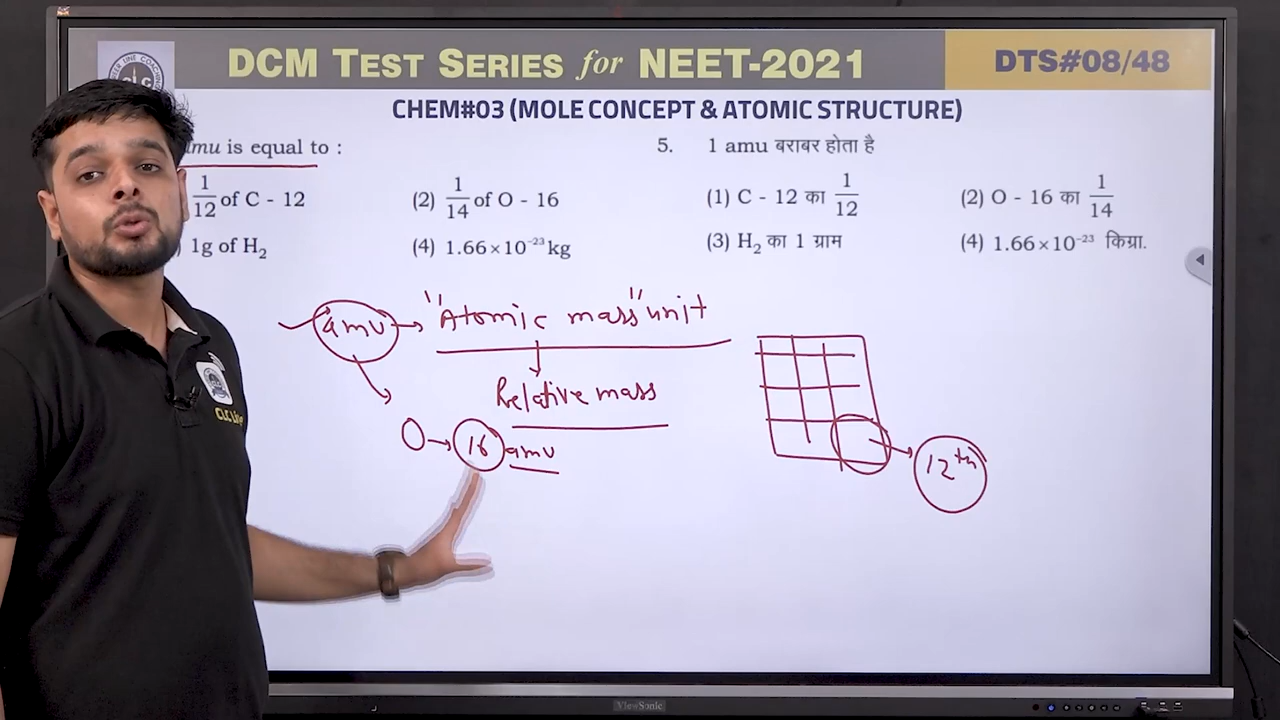 DCM TEST SERIES for NEET-2021 DTS#08/48
CHEM#03 (MOLE CONCEPT & ATOMIC STRUCTURE)
amu is equal to :
1/12 of C - 12
(2) 1/14 of O - 16
1g of H₂
(4) 1.66×10⁻²³ kg
5. 1 amu बराबर होता है
(1) C - 12 का 1/12
(2) O - 16 का 1/14
(3) H₂ का 1 ग्राम
(4) 1.66×10⁻²³ किग्रा.
amu → "Atomic mass" unit
Relative mass
O → 16 amu
12th
CLC Live
ViewSonic